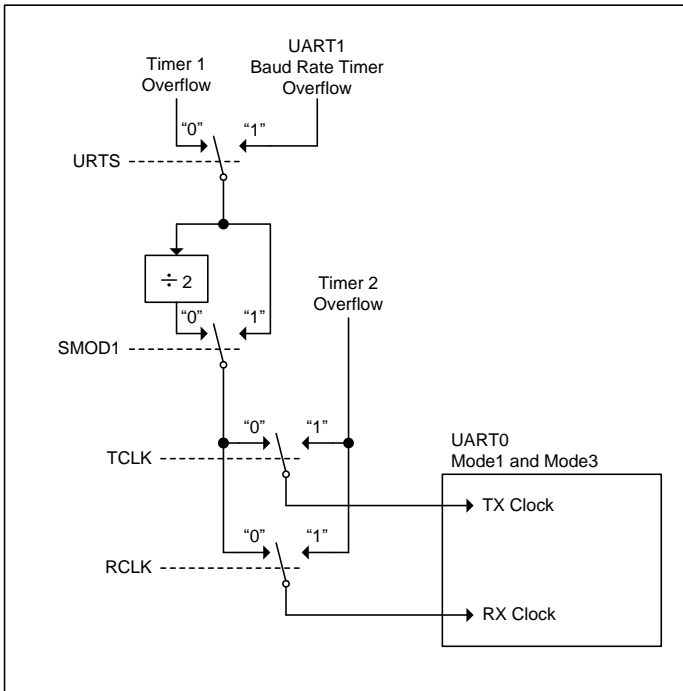 UART1
Timer 1
Baud Rate Timer
Overflow
Overflow
“0”
“1”
URTS
÷ 2
Timer 2
Overflow
“0”
“1”
SMOD1
“0”
“1”
UART0
Mode1 and Mode3
TCLK
TX Clock
“0”
“1”
RCLK
RX Clock